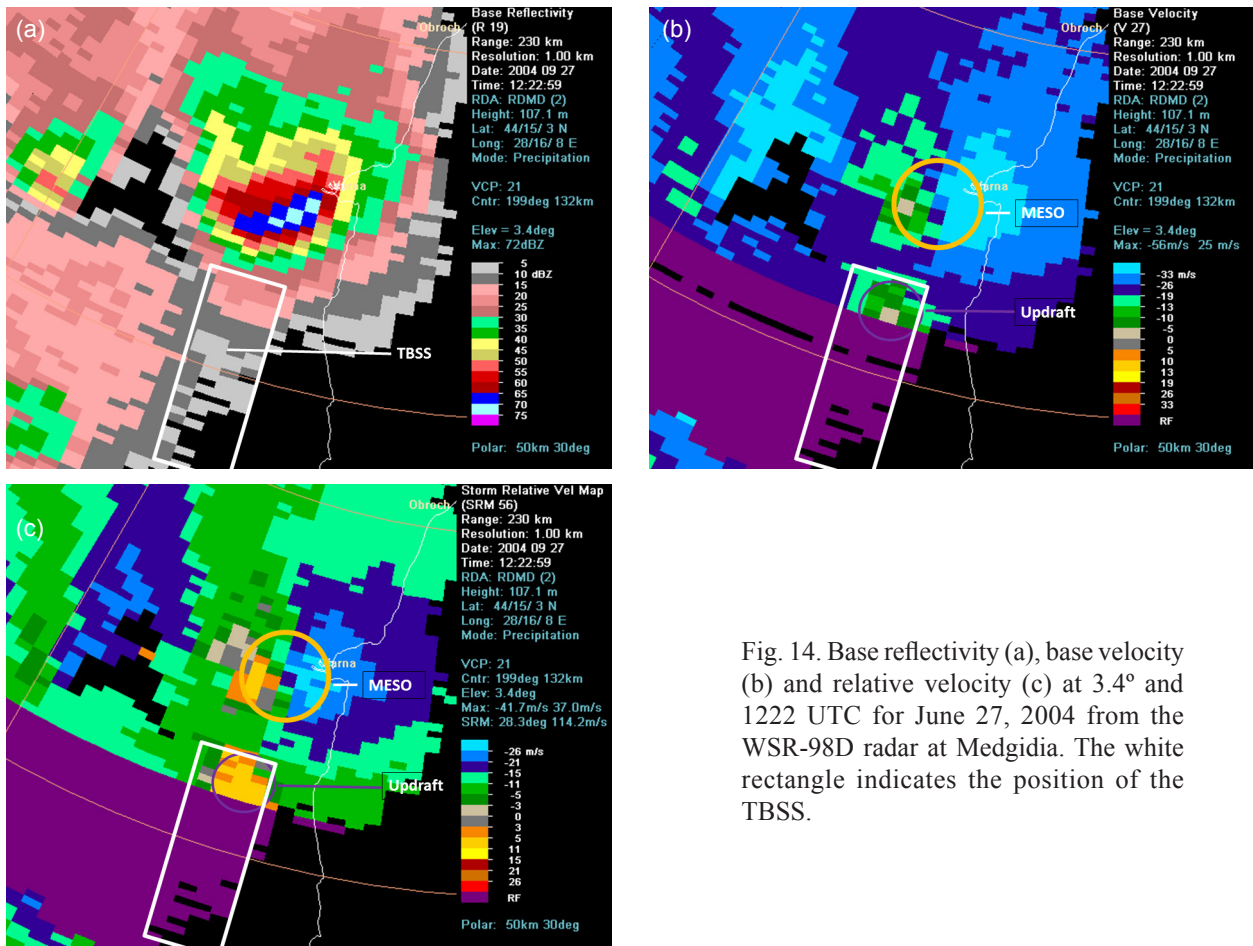 (a)
Obroch
Base Reflectivity
(R 19)
Range: 230 km
Resolution: 1.00 km
Date: 2004 09 27
Time: 12:22:59
RDA: RDMD (2)
Height: 107.1 m
Lat: 44/15/ 3 N
Long: 28/16/ 8 E
Mode: Precipitation
VCP: 21
Cntr: 199deg 132km
Elev = 3.4deg
Max: 72dBZ
5
10 dBZ
15
20
25
30
35
40
45
50
55
60
65
70
75
Polar: 50km 30deg
TBSS
(b)
Obroch
Base Velocity
(V 27)
Range: 230 km
Resolution: 1.00 km
Date: 2004 09 27
Time: 12:22:59
RDA: RDMD (2)
Height: 107.1 m
Lat: 44/15/ 3 N
Long: 28/16/ 8 E
Mode: Precipitation
VCP: 21
Cntr: 199deg 132km
Elev = 3.4deg
Max: -56m/s 25 m/s
-33 m/s
-26
-19
-13
-10
-5
0
5
10
13
19
26
33
RF
Polar: 50km 30deg
MESO
Updraft
(c)
Obroch
Storm Relative Vel Map
(SRM 56)
Range: 230 km
Resolution: 1.00 km
Date: 2004 09 27
Time: 12:22:59
RDA: RDMD (2)
Height: 107.1 m
Lat: 44/15/ 3 N
Long: 28/16/ 8 E
Mode: Precipitation
VCP: 21
Cntr: 199deg 132km
Elev: 3.4deg
Max: -41.7m/s 37.0m/s
SRM: 28.3deg 114.2m/s
-26 m/s
-21
-15
-11
-5
-3
0
3
5
11
15
21
26
RF
Polar: 50km 30deg
MESO
Updraft
Fig. 14. Base reflectivity (a), base velocity
(b) and relative velocity (c) at 3.4º and
1222 UTC for June 27, 2004 from the
WSR-98D radar at Medgidia. The white
rectangle indicates the position of the
TBSS.